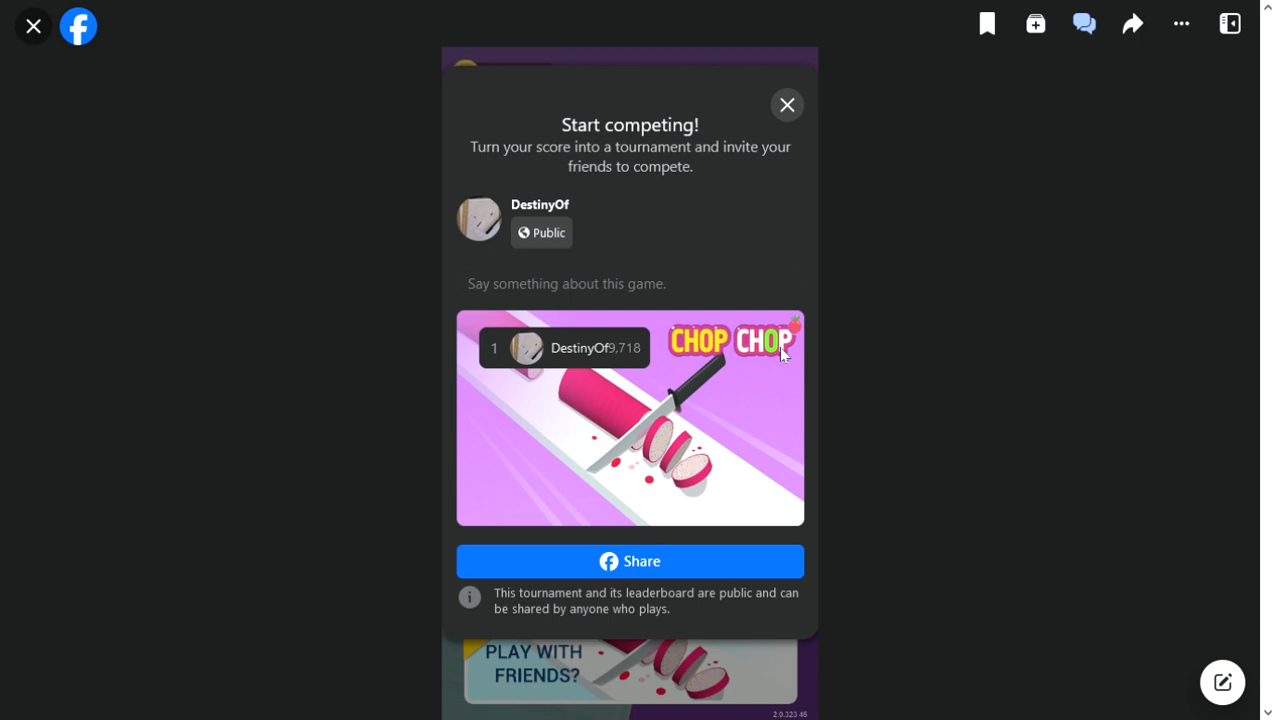 Start competing!
Turn your score into a tournament and invite your
friends to compete.
DestinyOf
Public
Say something about this game.
1 DestinyOf9,718
CHOP CHOP
Share
This tournament and its leaderboard are public and can
be shared by anyone who plays.
PLAY WITH
FRIENDS?
2.0.323 46